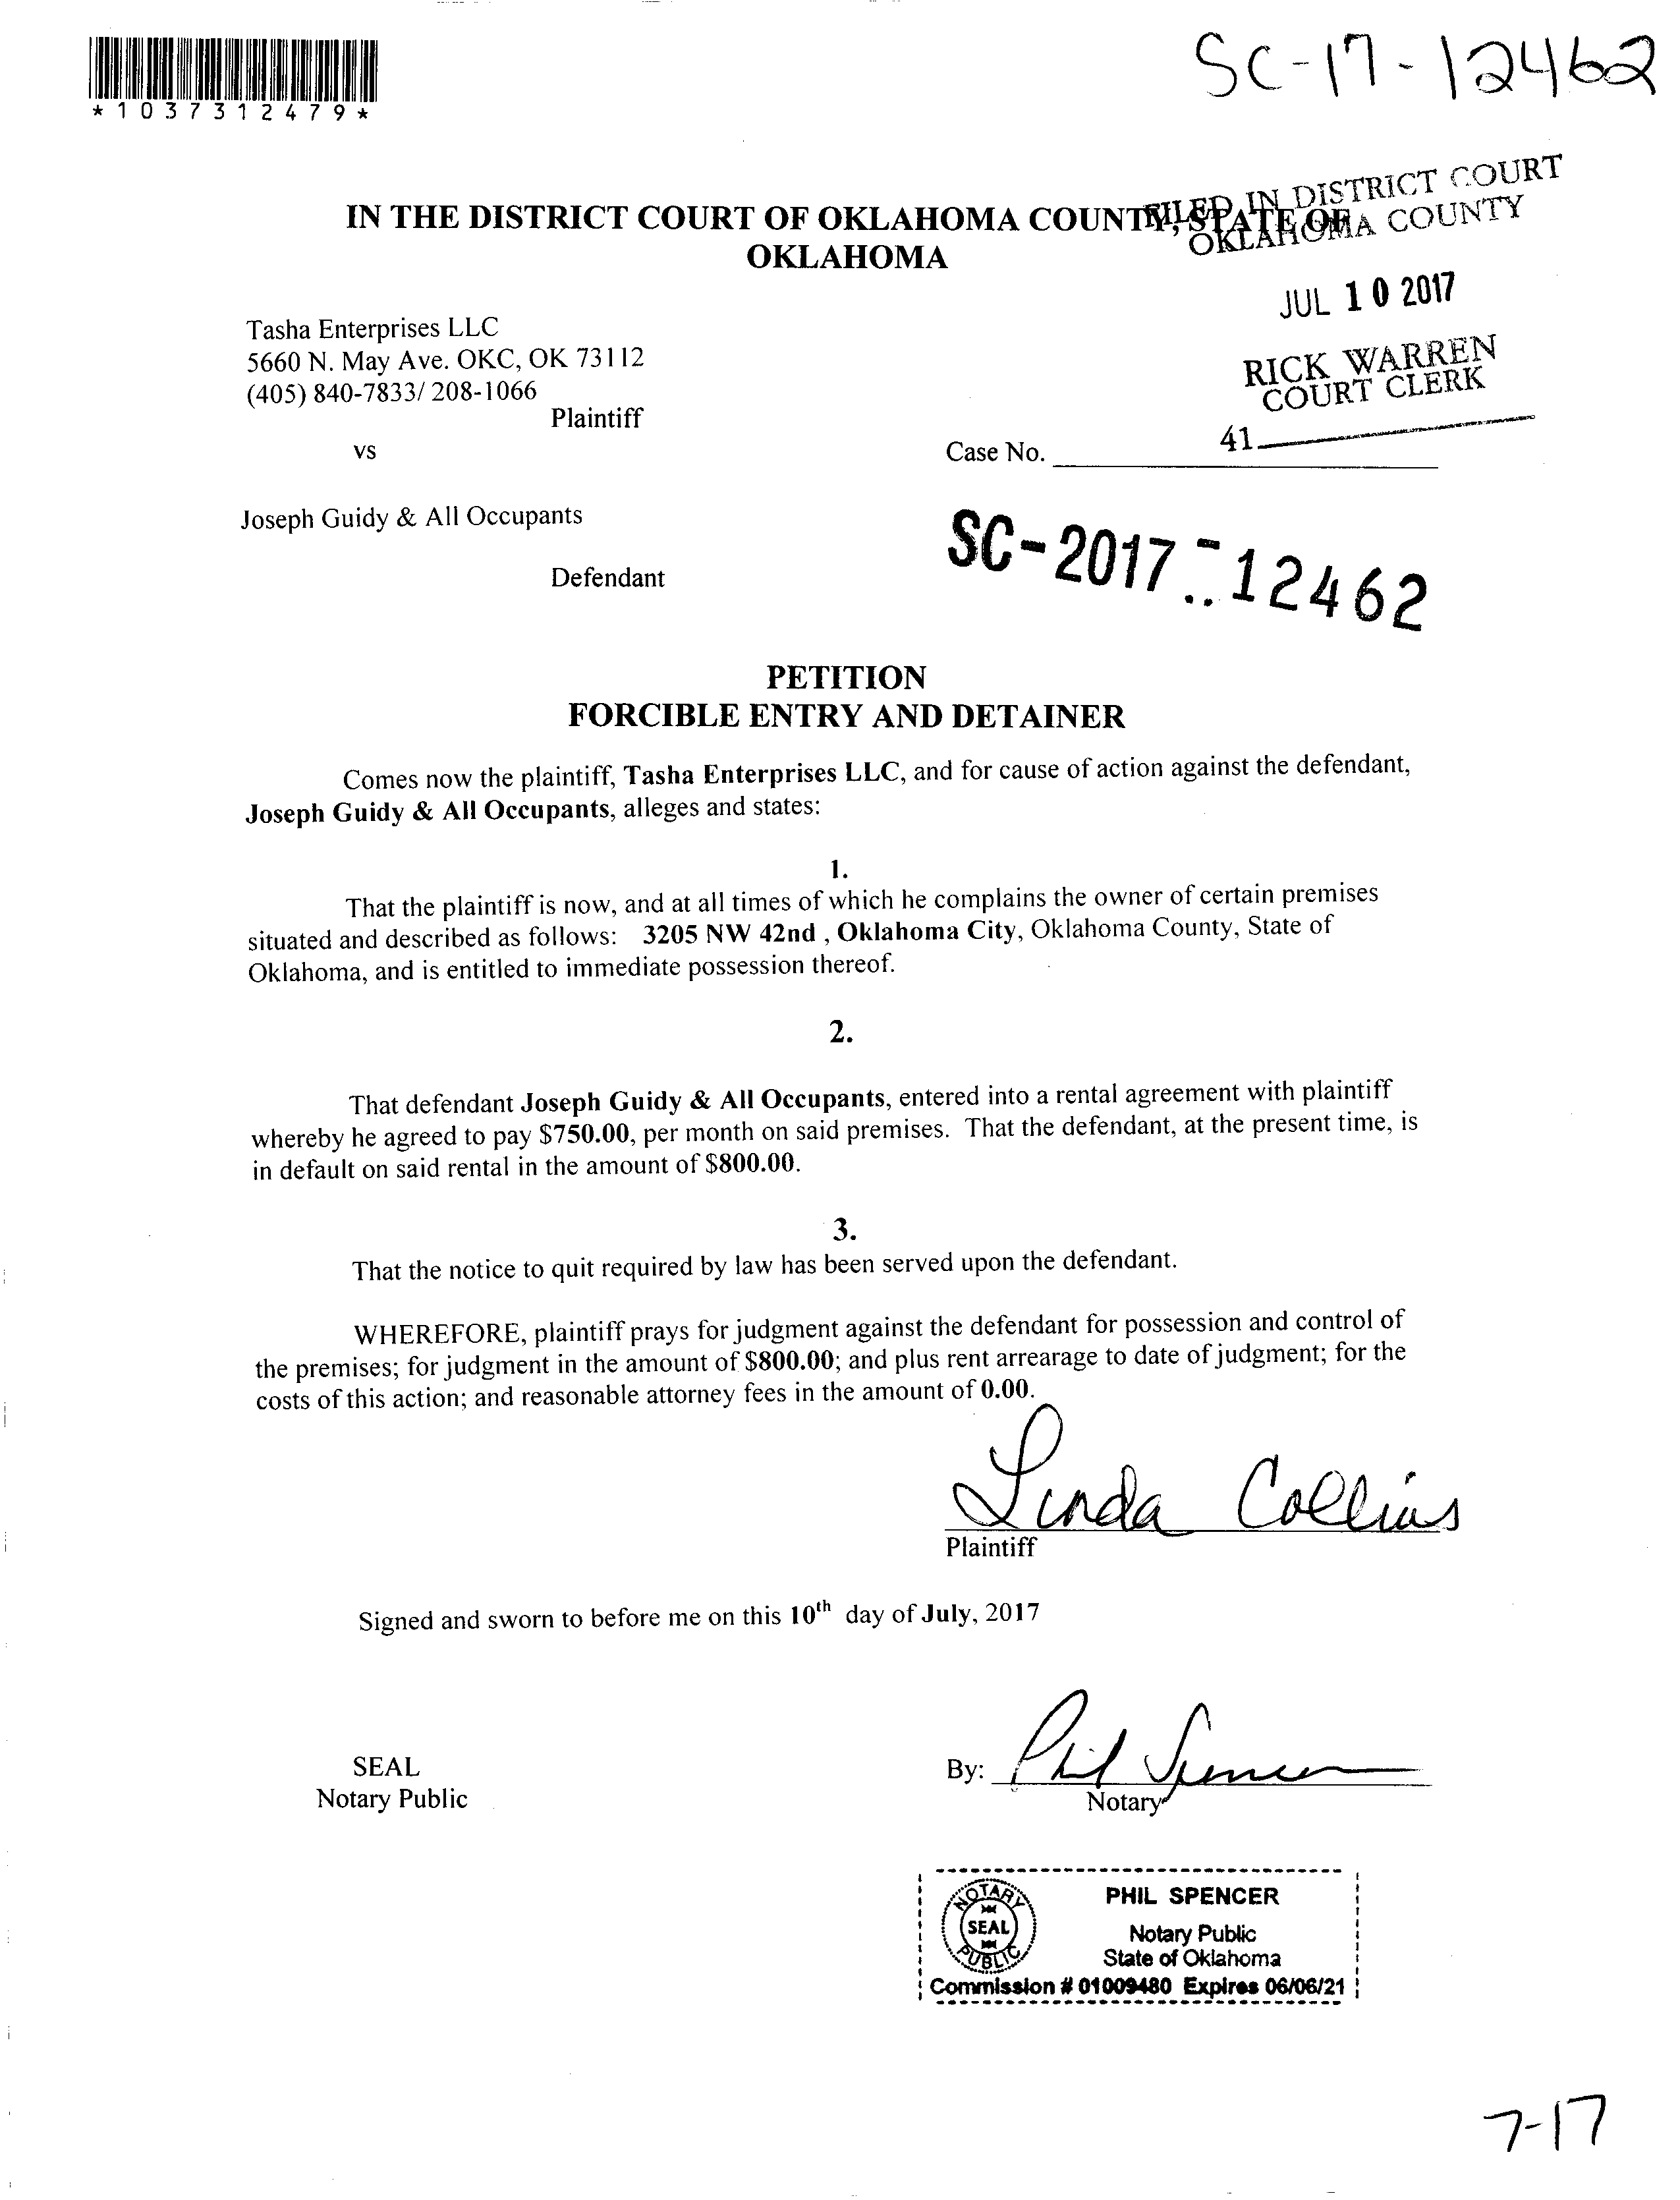 SC-17-12462
*1037312479*
FILED IN DISTRICT COURT
OKLAHOMA COUNTY
IN THE DISTRICT COURT OF OKLAHOMA COUNTY, STATE OF
OKLAHOMA
JUL 10 2017
Tasha Enterprises LLC
5660 N. May Ave. OKC, OK 73112
(405) 840-7833/ 208-1066
RICK WARREN
COURT CLERK
Plaintiff
41
vs
Case No.
Joseph Guidy & All Occupants
SC-2017-12462
Defendant
PETITION
FORCIBLE ENTRY AND DETAINER
Comes now the plaintiff, Tasha Enterprises LLC, and for cause of action against the defendant,
Joseph Guidy & All Occupants, alleges and states:
1.
That the plaintiff is now, and at all times of which he complains the owner of certain premises
situated and described as follows: 3205 NW 42nd , Oklahoma City, Oklahoma County, State of
Oklahoma, and is entitled to immediate possession thereof.
2.
That defendant Joseph Guidy & All Occupants, entered into a rental agreement with plaintiff
whereby he agreed to pay $750.00, per month on said premises. That the defendant, at the present time, is
in default on said rental in the amount of $800.00.
3.
That the notice to quit required by law has been served upon the defendant.
WHEREFORE, plaintiff prays for judgment against the defendant for possession and control of
the premises; for judgment in the amount of $800.00; and plus rent arrearage to date of judgment; for the
costs of this action; and reasonable attorney fees in the amount of 0.00.
Linda Collins
Plaintiff
Signed and sworn to before me on this 10th day of July, 2017
SEAL
Notary Public
By: Phil Spencer
Notary
NOTARY
SEAL
PUBLIC
PHIL SPENCER
Notary Public
State of Oklahoma
Commission # 01009480 Expires 06/06/21
7-17